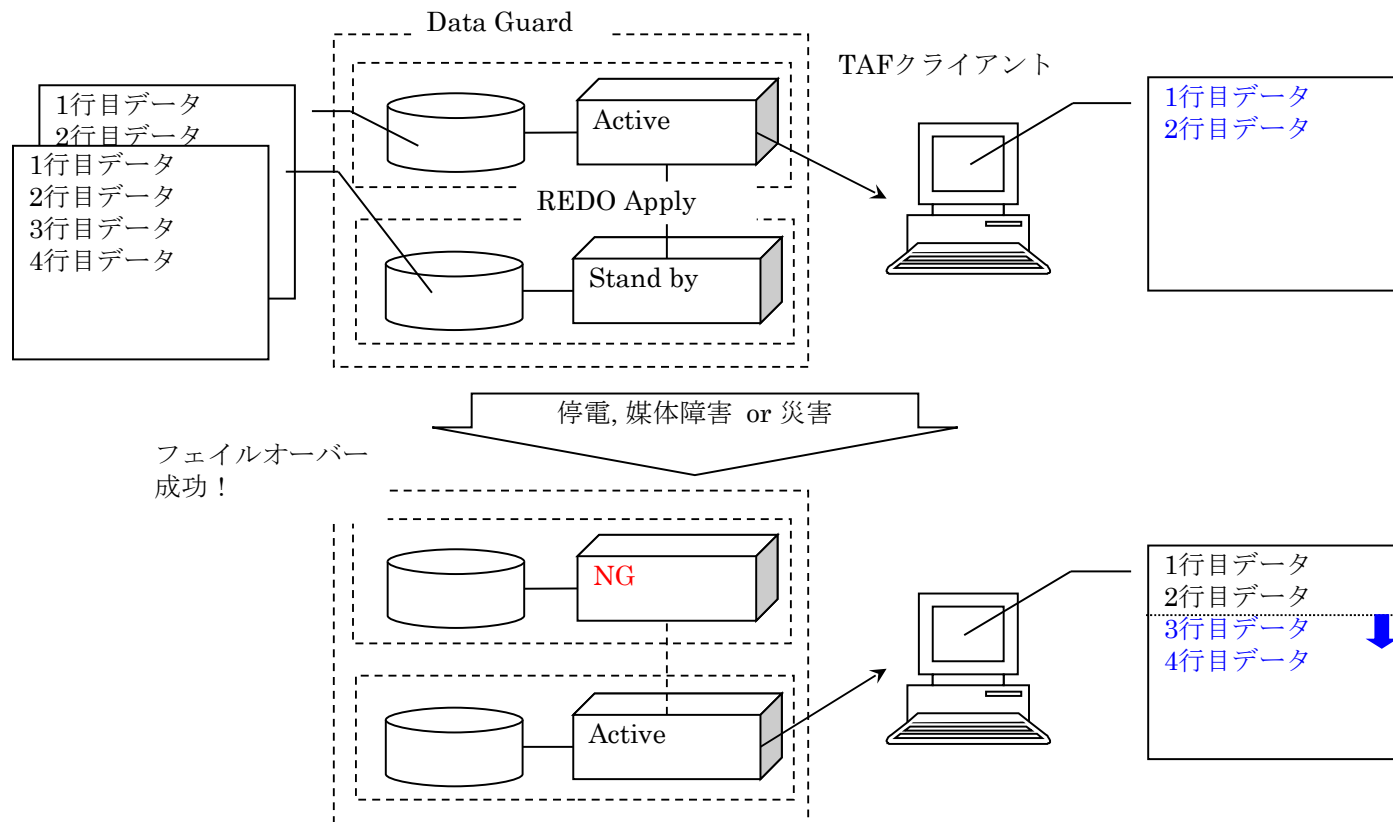 Data Guard
TAFクライアント
1行目データ
2行目データ
1行目データ
2行目データ
3行目データ
4行目データ
Active
REDO Apply
Stand by
1行目データ
2行目データ
停電, 媒体障害 or 災害
フェイルオーバー
成功！
NG
Active
1行目データ
2行目データ
3行目データ
4行目データ